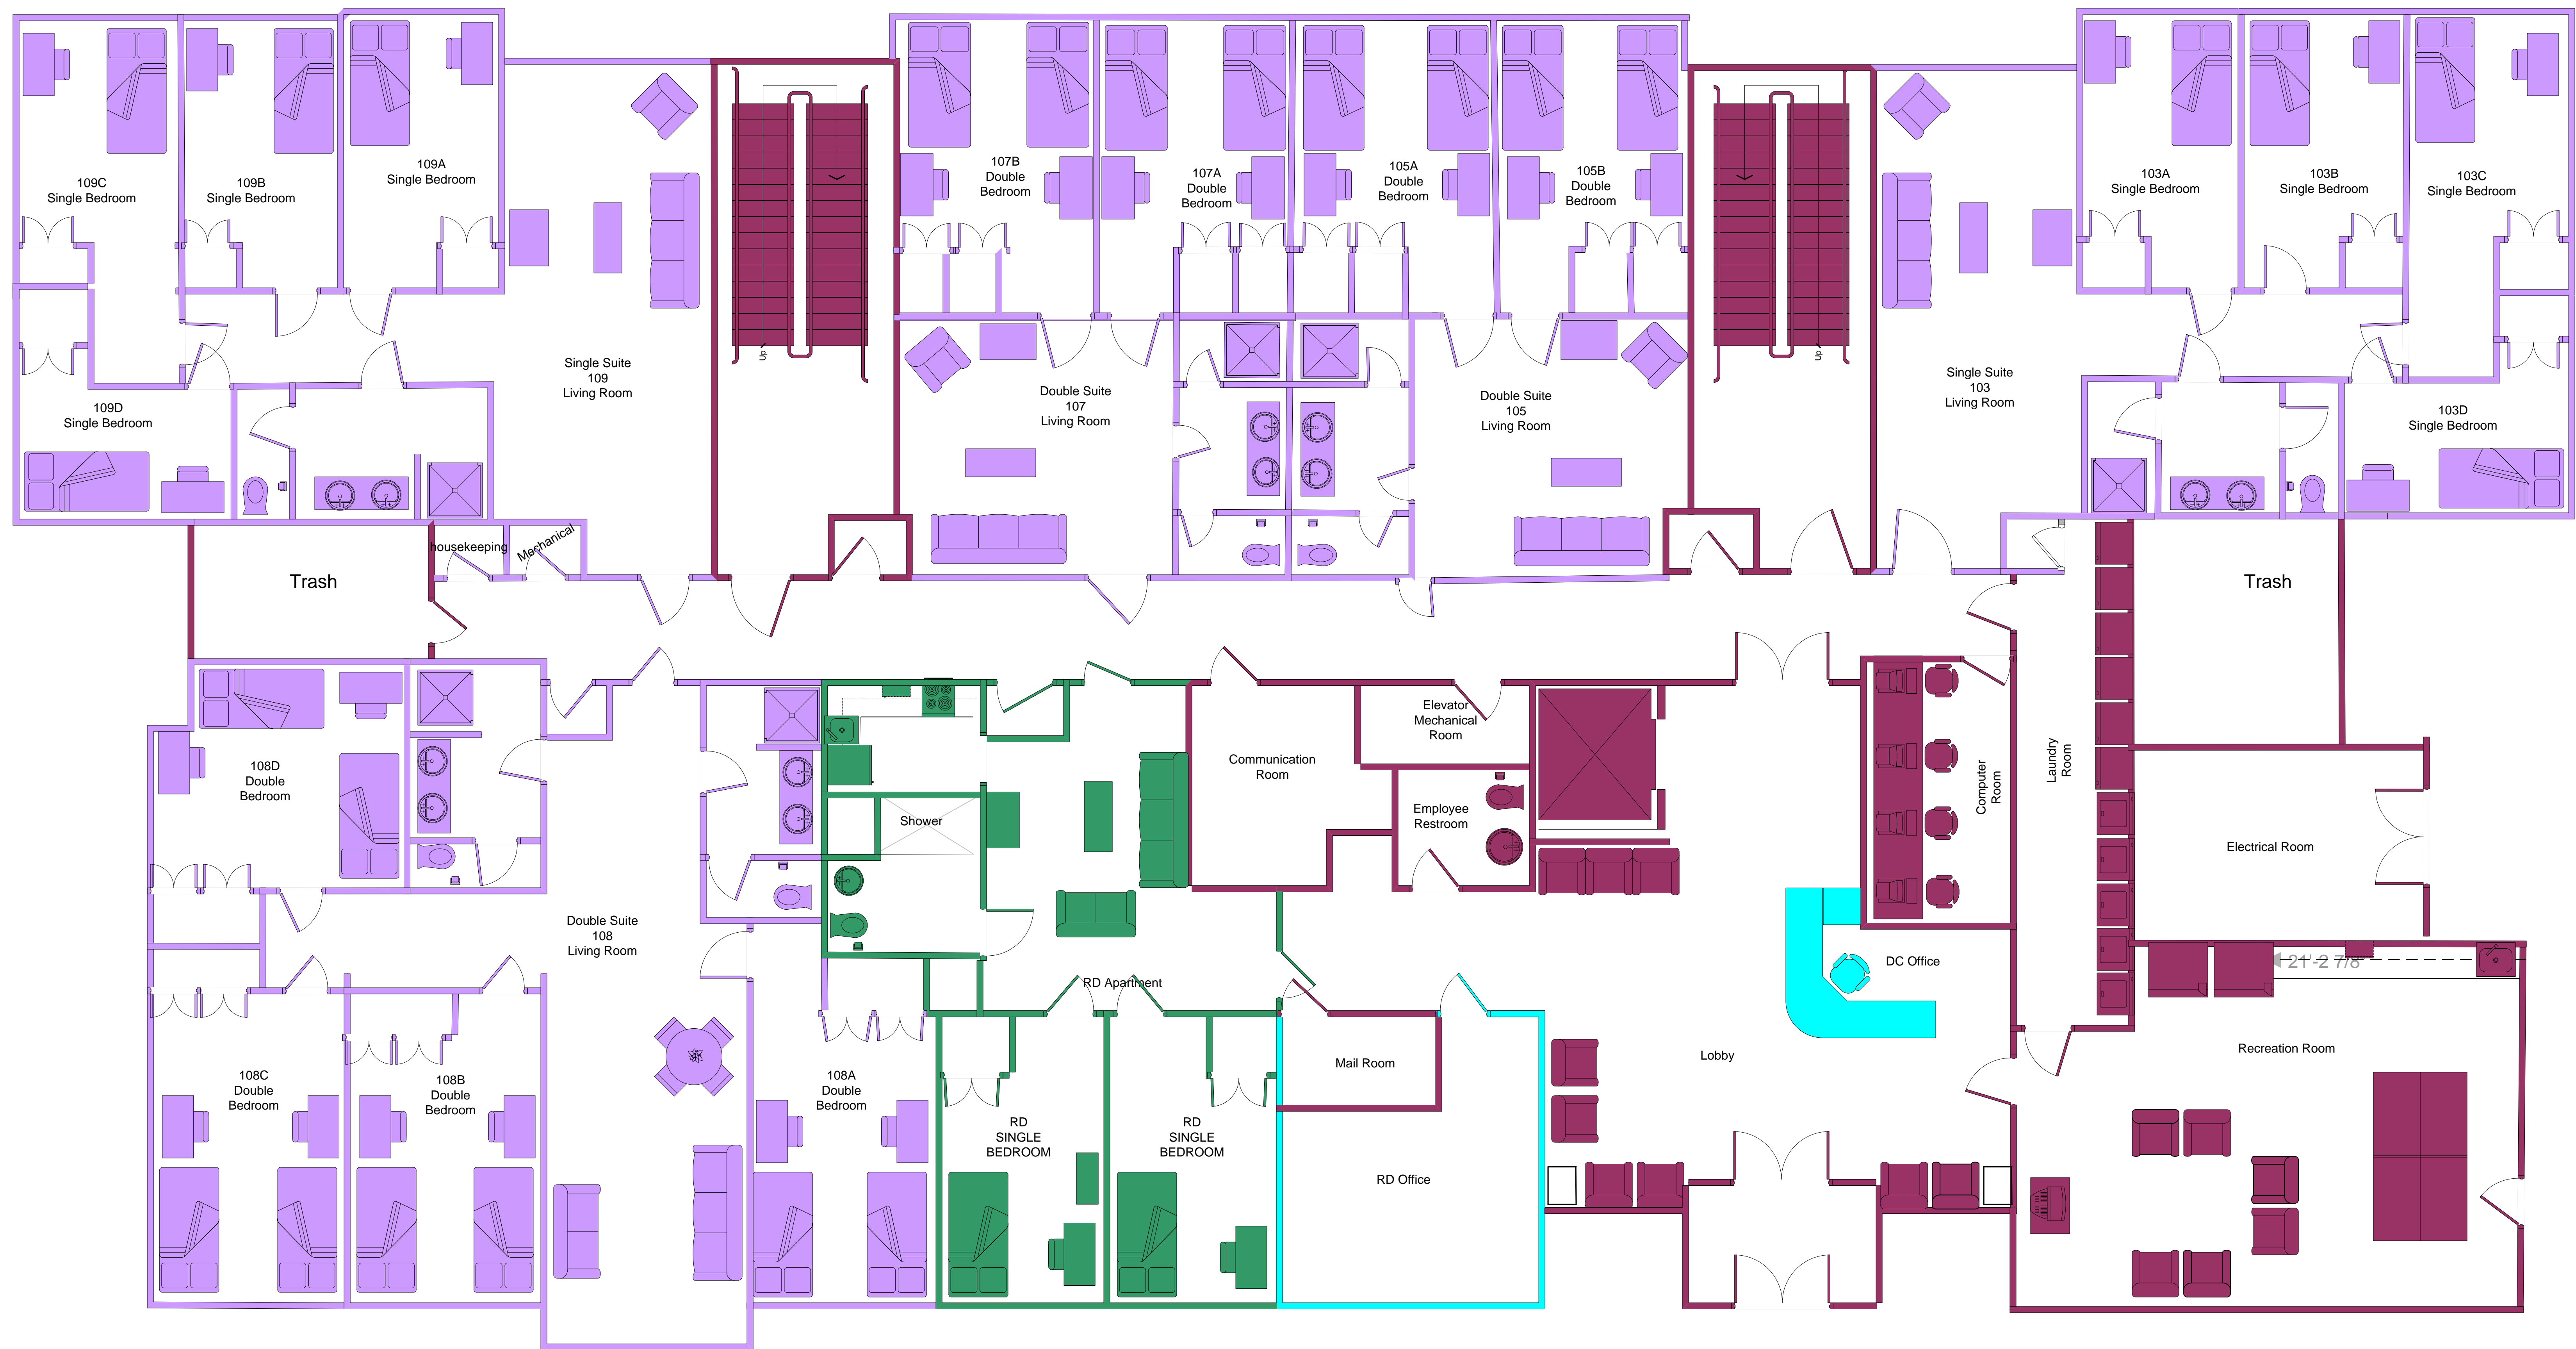 109C
Single Bedroom
109B
Single Bedroom
109A
Single Bedroom
107B
Double
Bedroom
107A
Double
Bedroom
105A
Double
Bedroom
105B
Double
Bedroom
103A
Single Bedroom
103B
Single Bedroom
103C
Single Bedroom
Up
Up
Single Suite
109
Living Room
Double Suite
107
Living Room
Double Suite
105
Living Room
Single Suite
103
Living Room
109D
Single Bedroom
103D
Single Bedroom
housekeeping
Mechanical
Trash
Trash
108D
Double
Bedroom
Shower
Communication
Room
Elevator
Mechanical
Room
Employee
Restroom
Computer
Room
Laundry
Room
Electrical Room
Double Suite
108
Living Room
RD Apartment
DC Office
21'-2 7/8"
Mail Room
Lobby
Recreation Room
108C
Double
Bedroom
108B
Double
Bedroom
108A
Double
Bedroom
RD
SINGLE
BEDROOM
RD
SINGLE
BEDROOM
RD Office